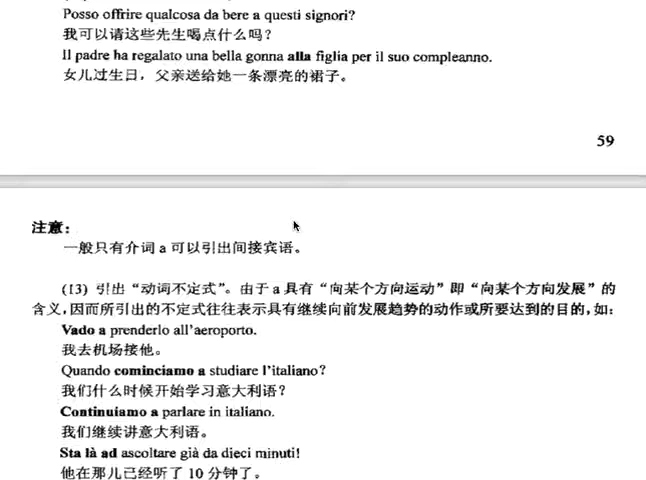 Posso offrire qualcosa da bere a questi signori?
我可以请这些先生喝点什么吗？
Il padre ha regalato una bella gonna alla figlia per il suo compleanno.
女儿过生日，父亲送给她一条漂亮的裙子。
59
注意：
一般只有介词 a 可以引出间接宾语。
(13) 引出“动词不定式”。由于 a 具有“向某个方向运动”即“向某个方向发展”的
含义，因而所引出的不定式往往表示具有继续向前发展趋势的动作或所要达到的目的，如：
Vado a prenderlo all'aeroporto.
我去机场接他。
Quando cominciamo a studiare l'italiano?
我们什么时候开始学习意大利语？
Continuiamo a parlare in italiano.
我们继续讲意大利语。
Sta là ad ascoltare già da dieci minuti!
他在那儿已经听了 10 分钟了。